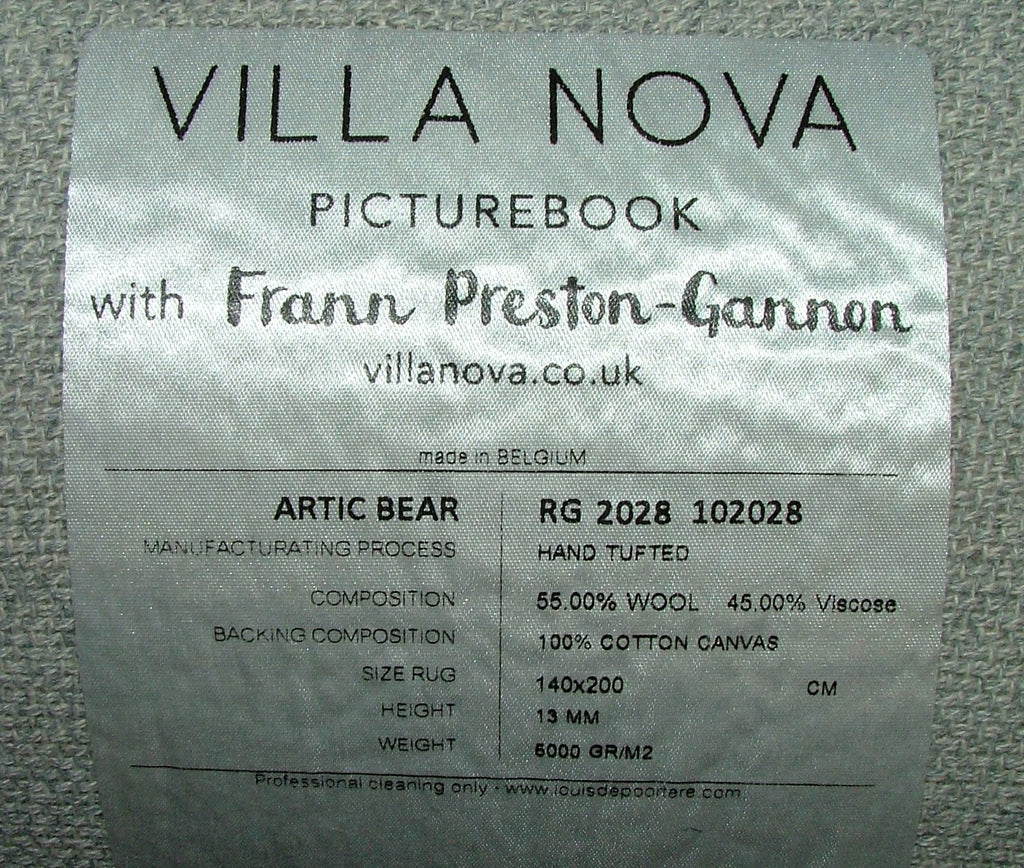 VILLA NOVA
PICTUREBOOK
with Frann Preston-Gannon
villanova.co.uk
made in BELGIUM
ARTIC BEAR RG 2028 102028
MANUFACTURATING PROCESS HAND TUFTED
COMPOSITION 55.00% WOOL 45.00% Viscose
BACKING COMPOSITION 100% COTTON CANVAS
SIZE RUG 140x200 CM
HEIGHT 13 MM
WEIGHT 5000 GR/M2
Professional cleaning only - www.louisdepoortere.com